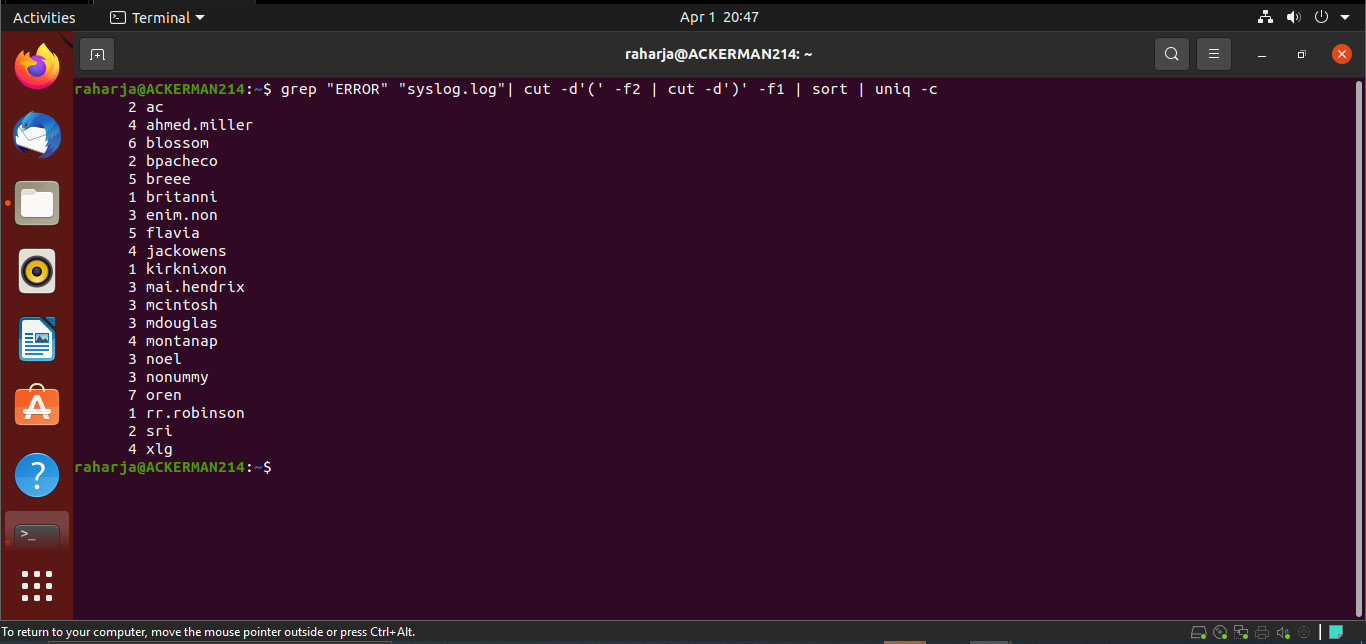 Activities Terminal Apr 1 20:47
raharja@ACKERMAN214: ~
raharja@ACKERMAN214:~$ grep "ERROR" "syslog.log"| cut -d'(' -f2 | cut -d')' -f1 | sort | uniq -c
2 ac
4 ahmed.miller
6 blossom
2 bpacheco
5 breee
1 britanni
3 enim.non
5 flavia
4 jackowens
1 kirknixon
3 mai.hendrix
3 mcintosh
3 mdouglas
4 montanap
3 noel
3 nonummy
7 oren
1 rr.robinson
2 sri
4 xlg
raharja@ACKERMAN214:~$
To return to your computer, move the mouse pointer outside or press Ctrl+Alt.